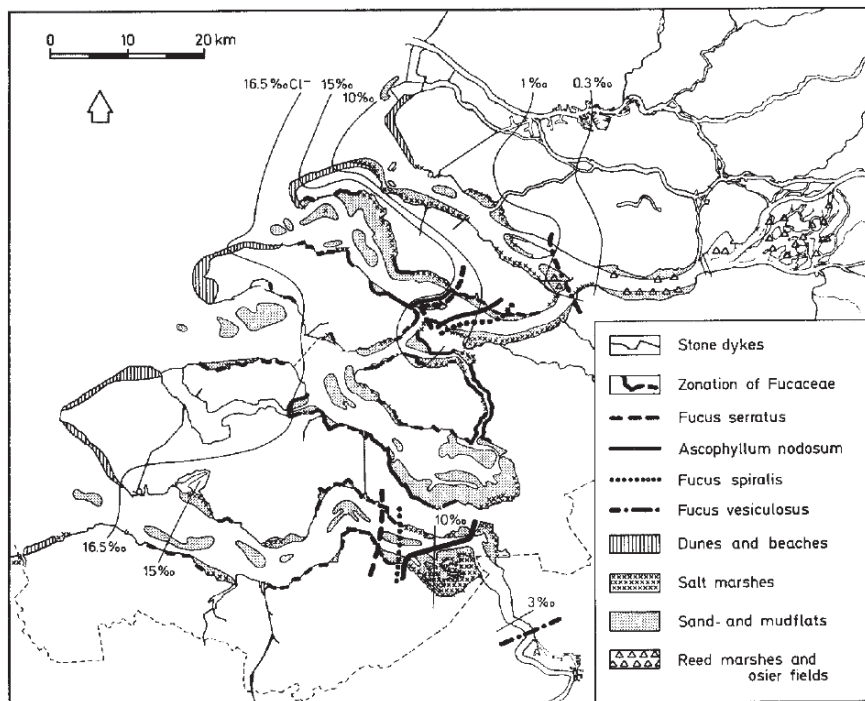 0 10 20 km
16.5‰Cl⁻
15‰
10‰
1‰
0.3‰
Stone dykes
Zonation of Fucaceae
Fucus serratus
Ascophyllum nodosum
Fucus spiralis
Fucus vesiculosus
Dunes and beaches
Salt marshes
Sand- and mudflats
Reed marshes and
osier fields
10‰
16.5‰
15‰
3‰